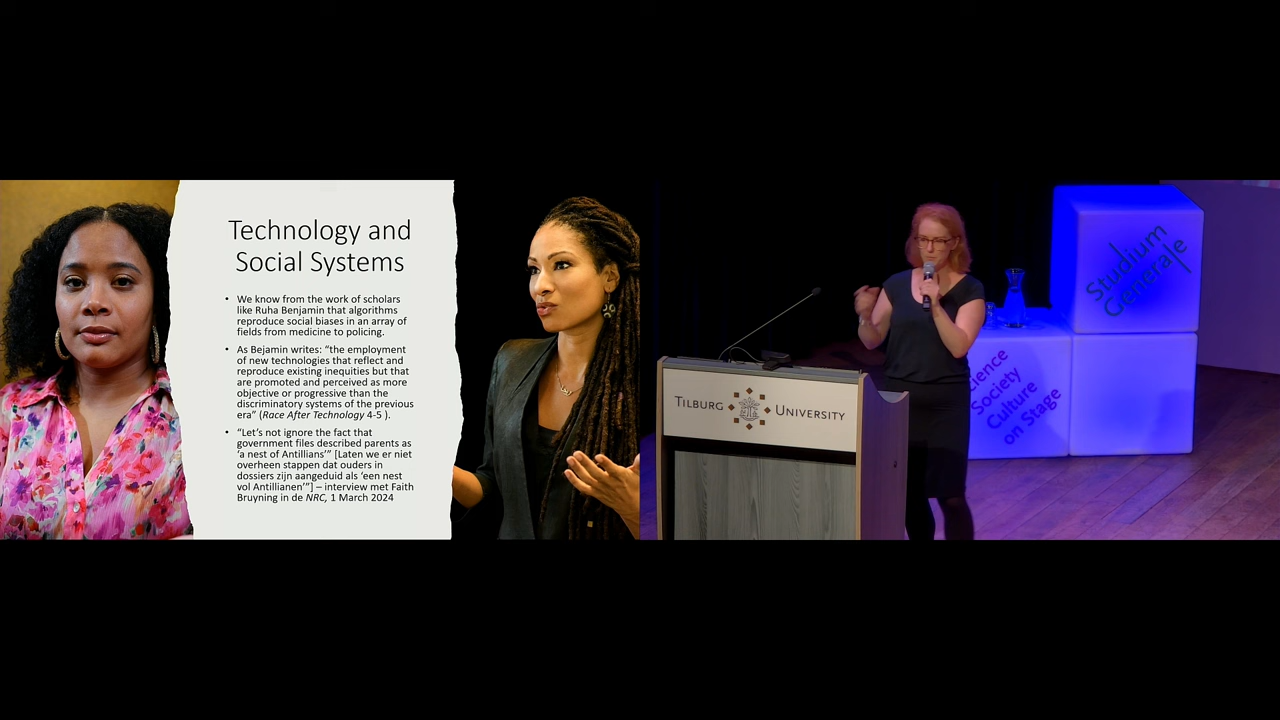 Technology and
Social Systems
• We know from the work of scholars
like Ruha Benjamin that algorithms
reproduce social biases in an array of
fields from medicine to policing.
• As Bejamin writes: “the employment
of new technologies that reflect and
reproduce existing inequities but that
are promoted and perceived as more
objective or progressive than the
discriminatory systems of the previous
era” (Race After Technology 4-5 ).
• “Let’s not ignore the fact that
government files described parents as
‘a nest of Antillians’” [Laten we er niet
overheen stappen dat ouders in
dossiers zijn aangeduid als ‘een nest
vol Antillianen’”] – interview met Faith
Bruyning in de NRC, 1 March 2024
TILBURG UNIVERSITY
Studium
Generale
Society
Culture
on Stage